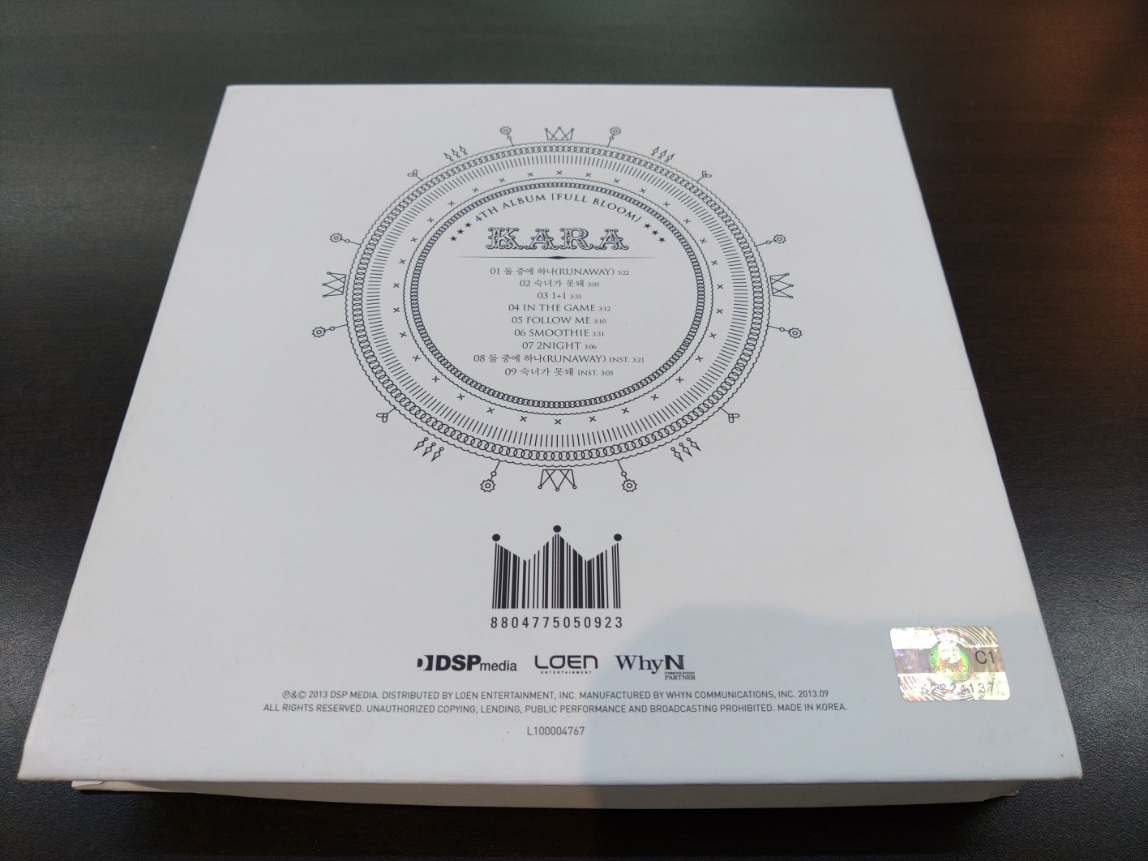 4TH ALBUM [FULL BLOOM]
KARA
01 둘 중에 하나(RUNAWAY) 3:22
02 숙녀가 못돼 3:05
03 1+1 3:35
04 IN THE GAME 3:12
05 FOLLOW ME 3:10
06 SMOOTHIE 3:31
07 2NIGHT 3:06
08 둘 중에 하나(RUNAWAY) INST. 3:21
09 숙녀가 못돼 INST. 3:05
8804775050923
DSPmedia LOEN ENTERTAINMENT WhyN COMMUNICATIONS PARTNER
C1
℗&© 2013 DSP MEDIA. DISTRIBUTED BY LOEN ENTERTAINMENT, INC. MANUFACTURED BY WHYN COMMUNICATIONS, INC. 2013.09
ALL RIGHTS RESERVED. UNAUTHORIZED COPYING, LENDING, PUBLIC PERFORMANCE AND BROADCASTING PROHIBITED. MADE IN KOREA.
L100004767